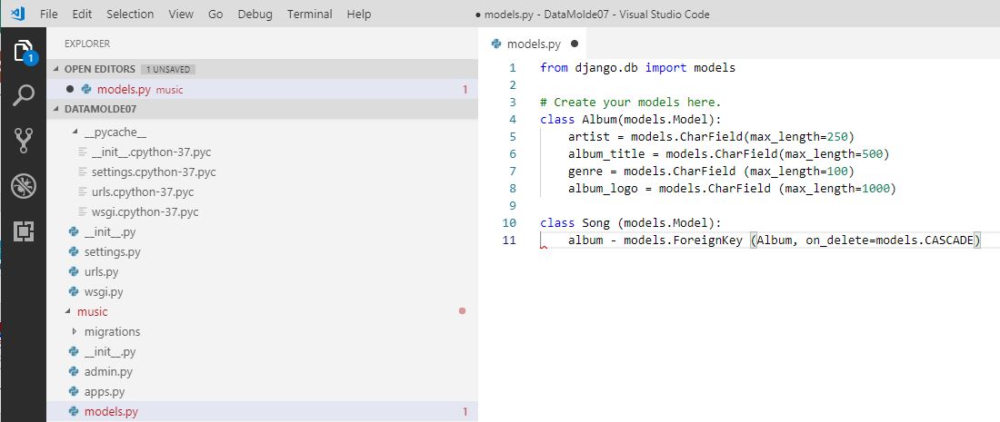 File Edit Selection View Go Debug Terminal Help ● models.py - DataMolde07 - Visual Studio Code
EXPLORER
OPEN EDITORS 1 UNSAVED
● models.py music 1
DATAMOLDE07
__pycache__
__init__.cpython-37.pyc
settings.cpython-37.pyc
urls.cpython-37.pyc
wsgi.cpython-37.pyc
__init__.py
settings.py
urls.py
wsgi.py
music
migrations
__init__.py
admin.py
apps.py
models.py 1
1
models.py ●
1 from django.db import models
2
3 # Create your models here.
4 class Album(models.Model):
5     artist = models.CharField(max_length=250)
6     album_title = models.CharField(max_length=500)
7     genre = models.CharField (max_length=100)
8     album_logo = models.CharField (max_length=1000)
9
10 class Song (models.Model):
11     album - models.ForeignKey (Album, on_delete=models.CASCADE)